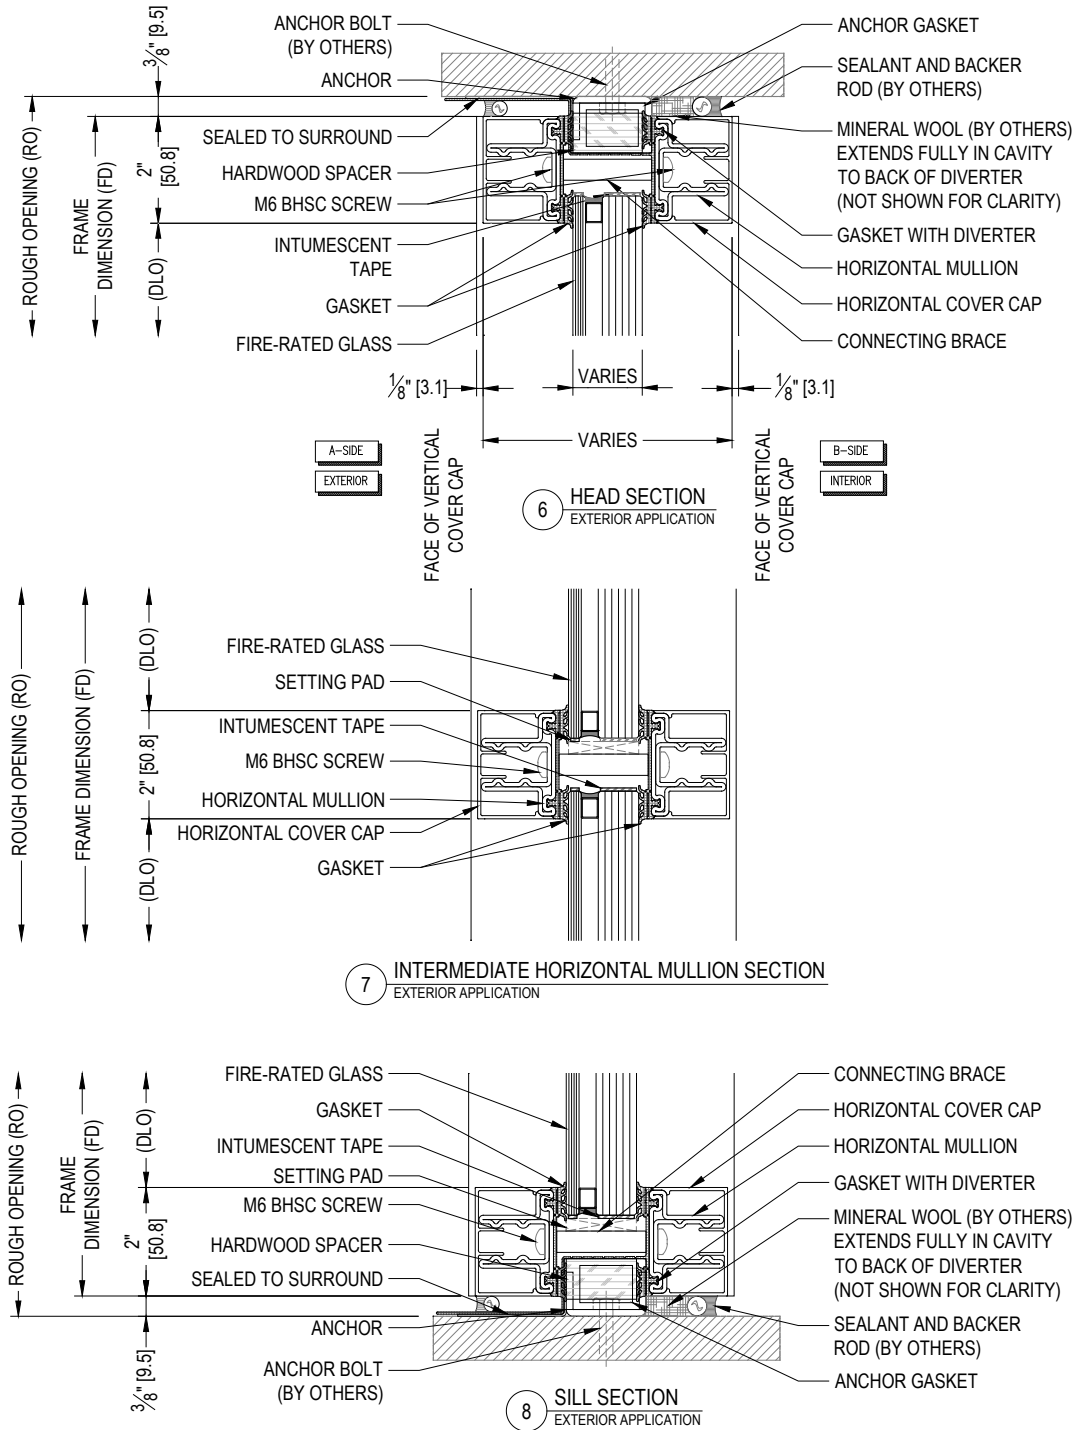 ANCHOR BOLT
(BY OTHERS)
ANCHOR
SEALED TO SURROUND
HARDWOOD SPACER
M6 BHSC SCREW
INTUMESCENT
TAPE
GASKET
FIRE-RATED GLASS
ANCHOR GASKET
SEALANT AND BACKER
ROD (BY OTHERS)
MINERAL WOOL (BY OTHERS)
EXTENDS FULLY IN CAVITY
TO BACK OF DIVERTER
(NOT SHOWN FOR CLARITY)
GASKET WITH DIVERTER
HORIZONTAL MULLION
HORIZONTAL COVER CAP
CONNECTING BRACE
3/8" [9.5]
ROUGH OPENING (RO)
FRAME
DIMENSION (FD)
2"
[50.8]
(DLO)
1/8" [3.1]
VARIES
1/8" [3.1]
VARIES
A-SIDE
EXTERIOR
B-SIDE
INTERIOR
FACE OF VERTICAL
COVER CAP
FACE OF VERTICAL
COVER CAP
6
HEAD SECTION
EXTERIOR APPLICATION
ROUGH OPENING (RO)
FRAME DIMENSION (FD)
(DLO)
2" [50.8]
(DLO)
FIRE-RATED GLASS
SETTING PAD
INTUMESCENT TAPE
M6 BHSC SCREW
HORIZONTAL MULLION
HORIZONTAL COVER CAP
GASKET
7
INTERMEDIATE HORIZONTAL MULLION SECTION
EXTERIOR APPLICATION
ROUGH OPENING (RO)
FRAME
DIMENSION (FD)
(DLO)
2"
[50.8]
3/8" [9.5]
FIRE-RATED GLASS
GASKET
INTUMESCENT TAPE
SETTING PAD
M6 BHSC SCREW
HARDWOOD SPACER
SEALED TO SURROUND
ANCHOR
ANCHOR BOLT
(BY OTHERS)
CONNECTING BRACE
HORIZONTAL COVER CAP
HORIZONTAL MULLION
GASKET WITH DIVERTER
MINERAL WOOL (BY OTHERS)
EXTENDS FULLY IN CAVITY
TO BACK OF DIVERTER
(NOT SHOWN FOR CLARITY)
SEALANT AND BACKER
ROD (BY OTHERS)
ANCHOR GASKET
8
SILL SECTION
EXTERIOR APPLICATION